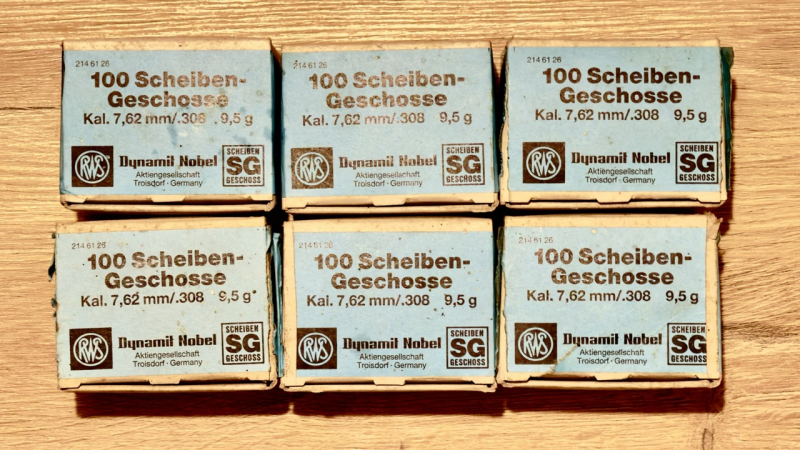 214 61 26
100 Scheiben-
Geschosse
Kal. 7,62 mm/.308 9,5 g
RWS
Dynamit Nobel
Aktiengesellschaft
Troisdorf · Germany
SCHEIBEN
SG
GESCHOSS
214 61 26
100 Scheiben-
Geschosse
Kal. 7,62 mm/.308 9,5 g
RWS
Dynamit Nobel
Aktiengesellschaft
Troisdorf · Germany
SCHEIBEN
SG
GESCHOSS
214 61 26
100 Scheiben-
Geschosse
Kal. 7,62 mm/.308 9,5 g
RWS
Dynamit Nobel
Aktiengesellschaft
Troisdorf · Germany
SCHEIBEN
SG
GESCHOSS
214 61 26
100 Scheiben-
Geschosse
Kal. 7,62 mm/.308 9,5 g
RWS
Dynamit Nobel
Aktiengesellschaft
Troisdorf · Germany
SCHEIBEN
SG
GESCHOSS
214 61 26
100 Scheiben-
Geschosse
Kal. 7,62 mm/.308 9,5 g
RWS
Dynamit Nobel
Aktiengesellschaft
Troisdorf · Germany
SCHEIBEN
SG
GESCHOSS
214 61 26
100 Scheiben-
Geschosse
Kal. 7,62 mm/.308 9,5 g
RWS
Dynamit Nobel
Aktiengesellschaft
Troisdorf · Germany
SCHEIBEN
SG
GESCHOSS